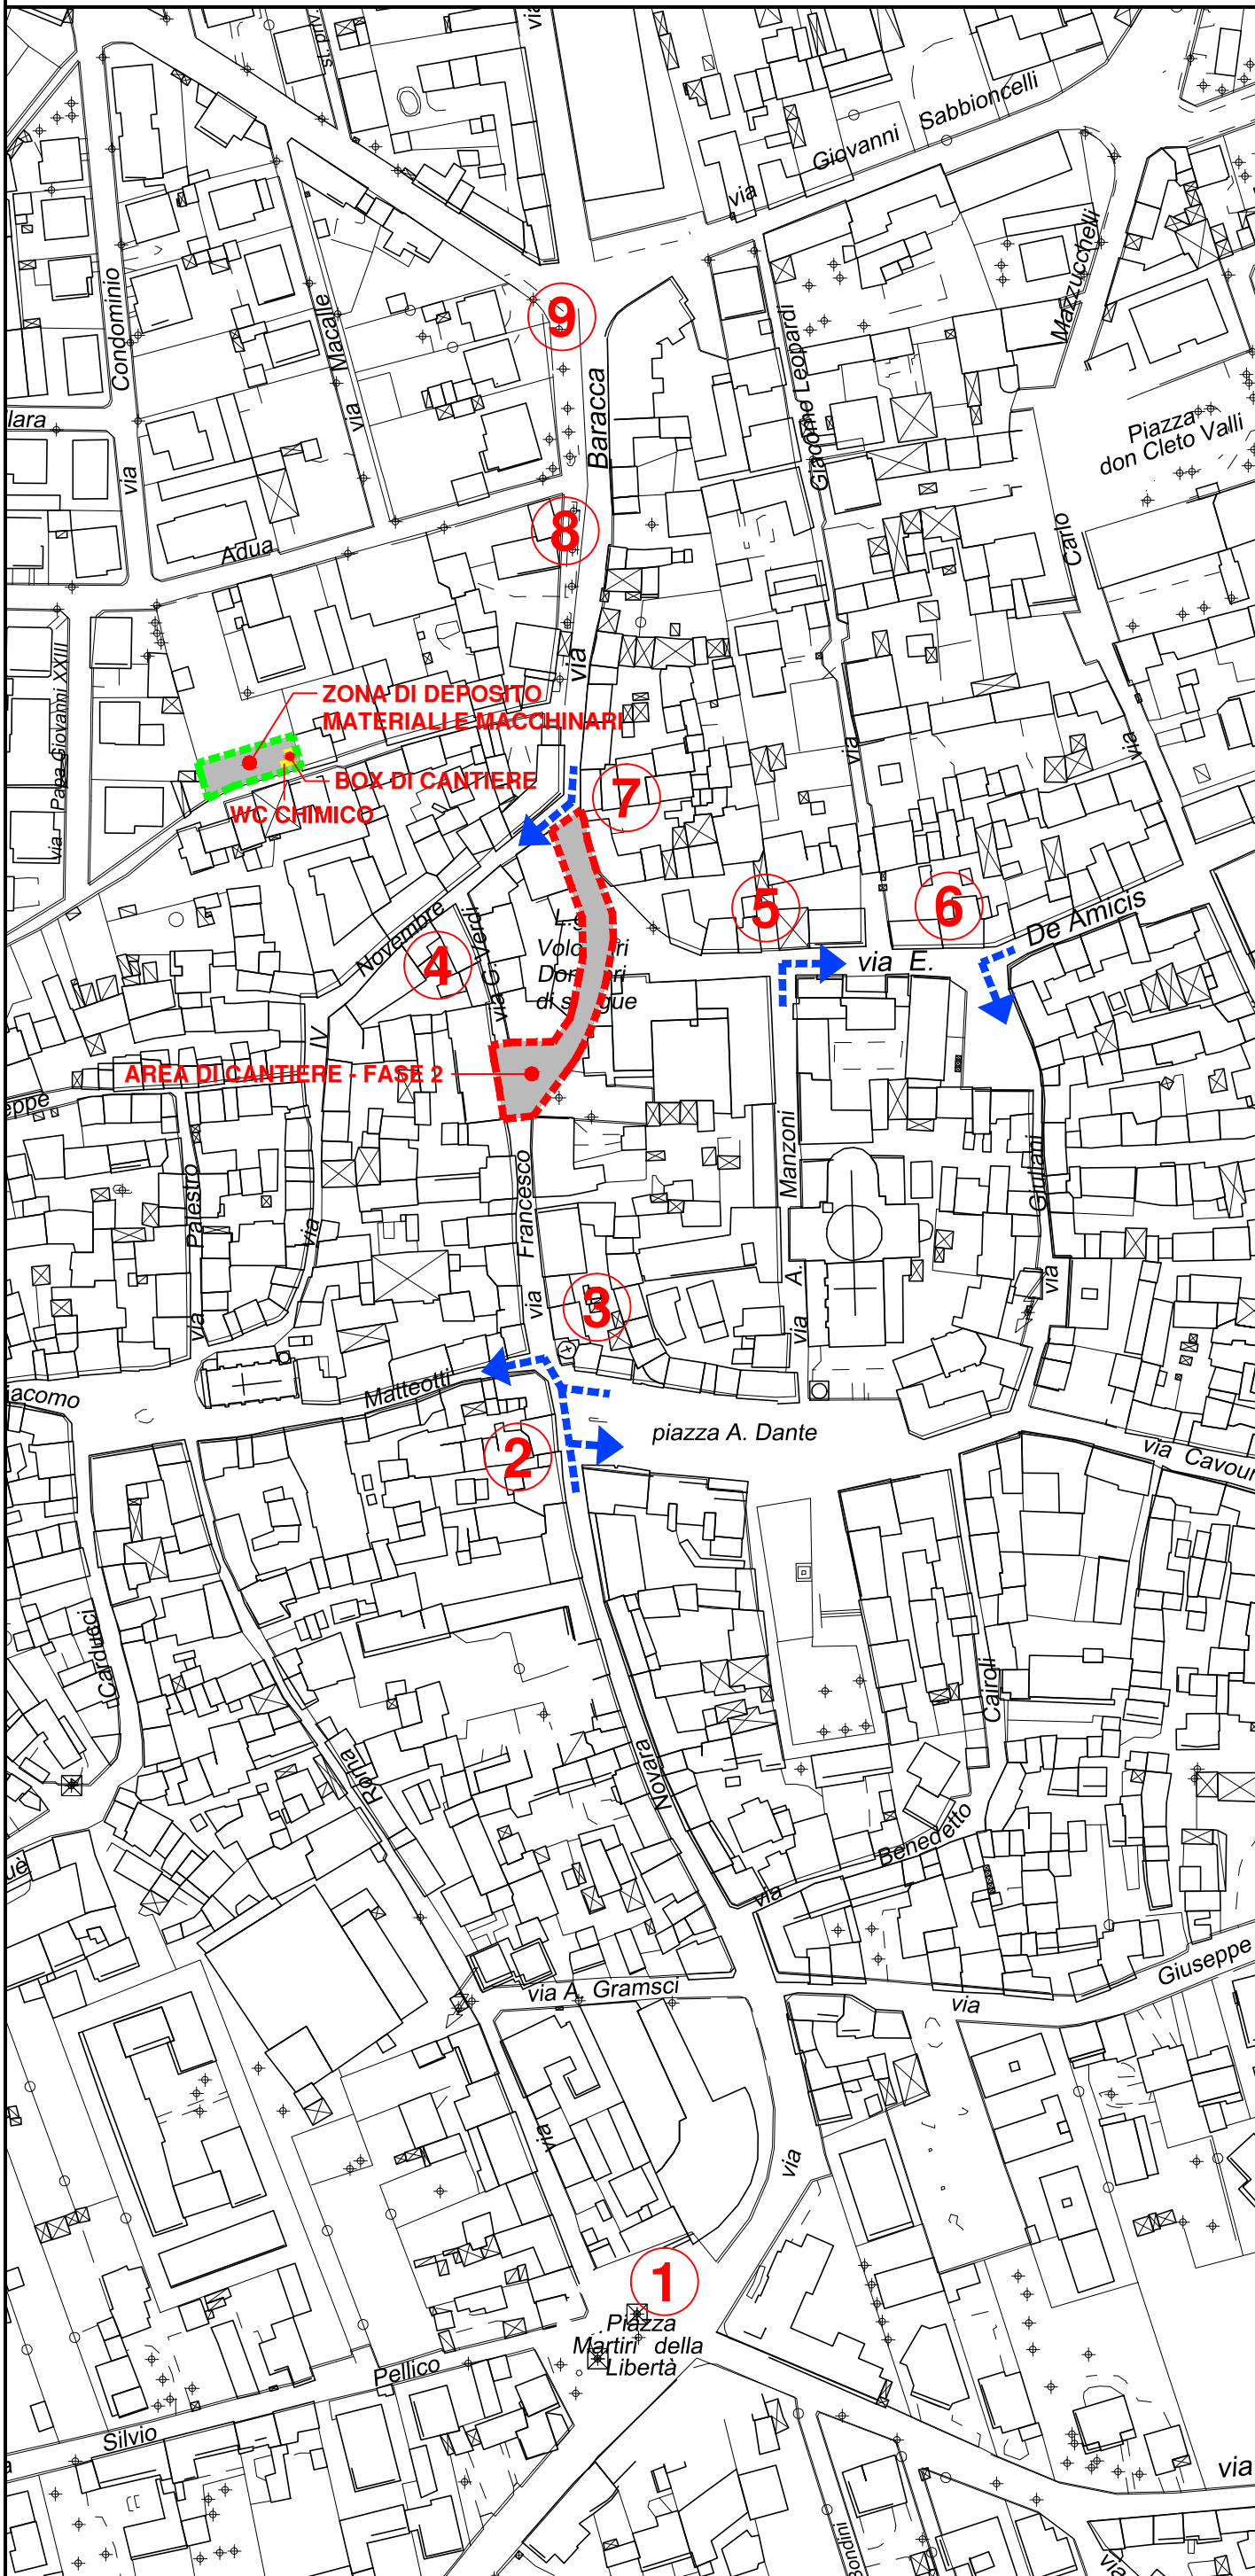 via
st. priv.
Sabbioncelli
Giovanni
via
Mazzucchelli
Condominio
Macalle
9
Giacomo Leopardi
Baracca
via
llara
Piazza
don Cleto Valli
via
8
Carlo
Adua
via
Papa Giovanni XXIII
via
ZONA DI DEPOSITO
MATERIALI E MACCHINARI
via
via
BOX DI CANTIERE
7
WC CHIMICO
5
6
De Amicis
Novembre
via G. Verdi
4
via E.
IV
AREA DI CANTIERE - FASE 2
eppe
Manzoni
Giuliani
Palestro
Francesco
via
A.
via
via
3
via
via
Matteotti
iacomo
piazza A. Dante
2
via Cavour
Carducci
Cairoli
Roma
Novara
Benedetto
via
uè
Giuseppe
via A. Gramsci
via
via
via
1
Piazza
Martiri della
Libertà
Pellico
Silvio
via
via